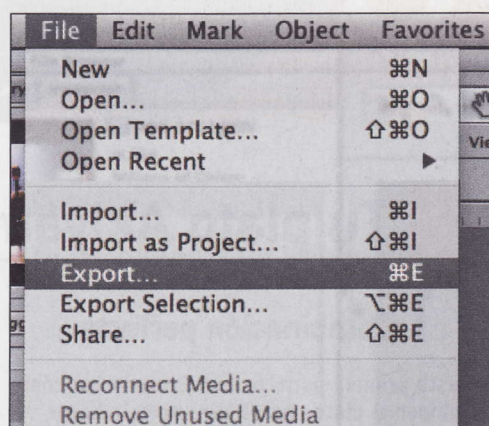 File Edit Mark Object Favorites
New ⌘N
Open... ⌘O
Open Template... ⇧⌘O
Open Recent ▶
Import... ⌘I
Import as Project... ⇧⌘I
Export... ⌘E
Export Selection... ⌥⌘E
Share... ⇧⌘E
Reconnect Media...
Remove Unused Media